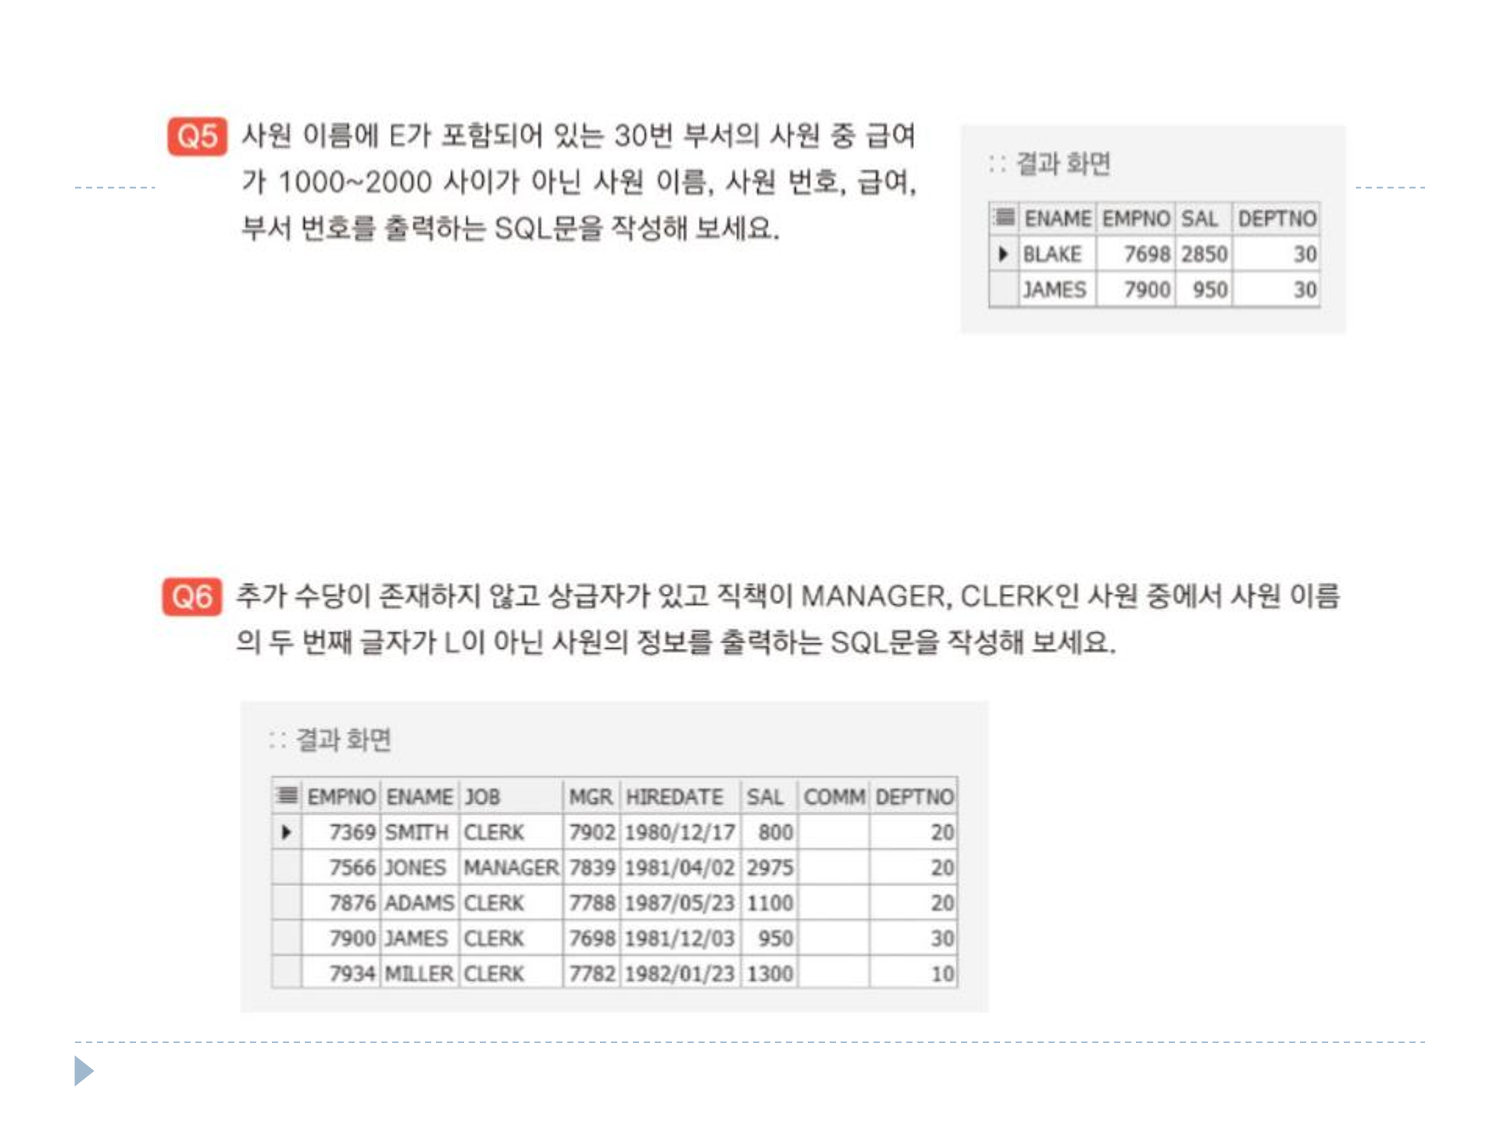 Q5 사원 이름에 E가 포함되어 있는 30번 부서의 사원 중 급여
가 1000~2000 사이가 아닌 사원 이름, 사원 번호, 급여,
부서 번호를 출력하는 SQL문을 작성해 보세요.
:: 결과 화면
ENAME EMPNO SAL DEPTNO
BLAKE 7698 2850 30
JAMES 7900 950 30
Q6 추가 수당이 존재하지 않고 상급자가 있고 직책이 MANAGER, CLERK인 사원 중에서 사원 이름
의 두 번째 글자가 L이 아닌 사원의 정보를 출력하는 SQL문을 작성해 보세요.
:: 결과 화면
EMPNO ENAME JOB MGR HIREDATE SAL COMM DEPTNO
7369 SMITH CLERK 7902 1980/12/17 800 20
7566 JONES MANAGER 7839 1981/04/02 2975 20
7876 ADAMS CLERK 7788 1987/05/23 1100 20
7900 JAMES CLERK 7698 1981/12/03 950 30
7934 MILLER CLERK 7782 1982/01/23 1300 10